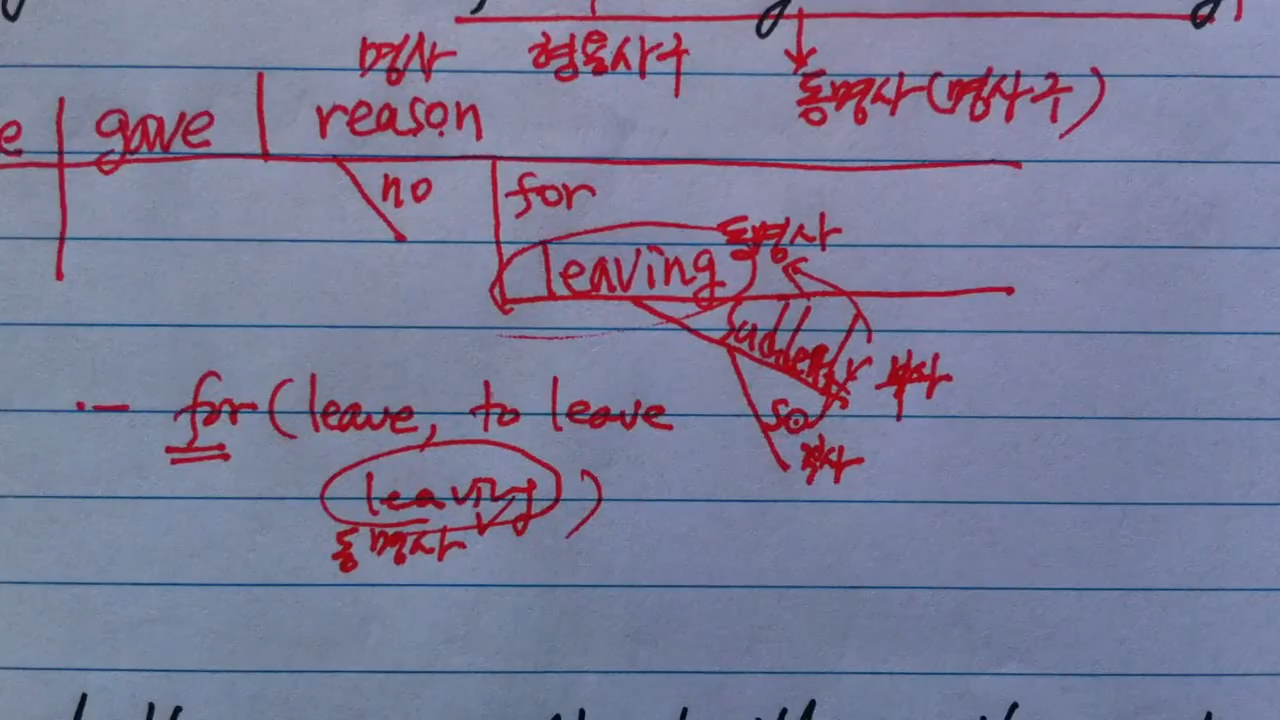 명사 형용사구
동명사(명사구)
e gave reason
no for
leaving 동명사
suddenly 부사
so
부사
for (leave, to leave
leaving)
동명사